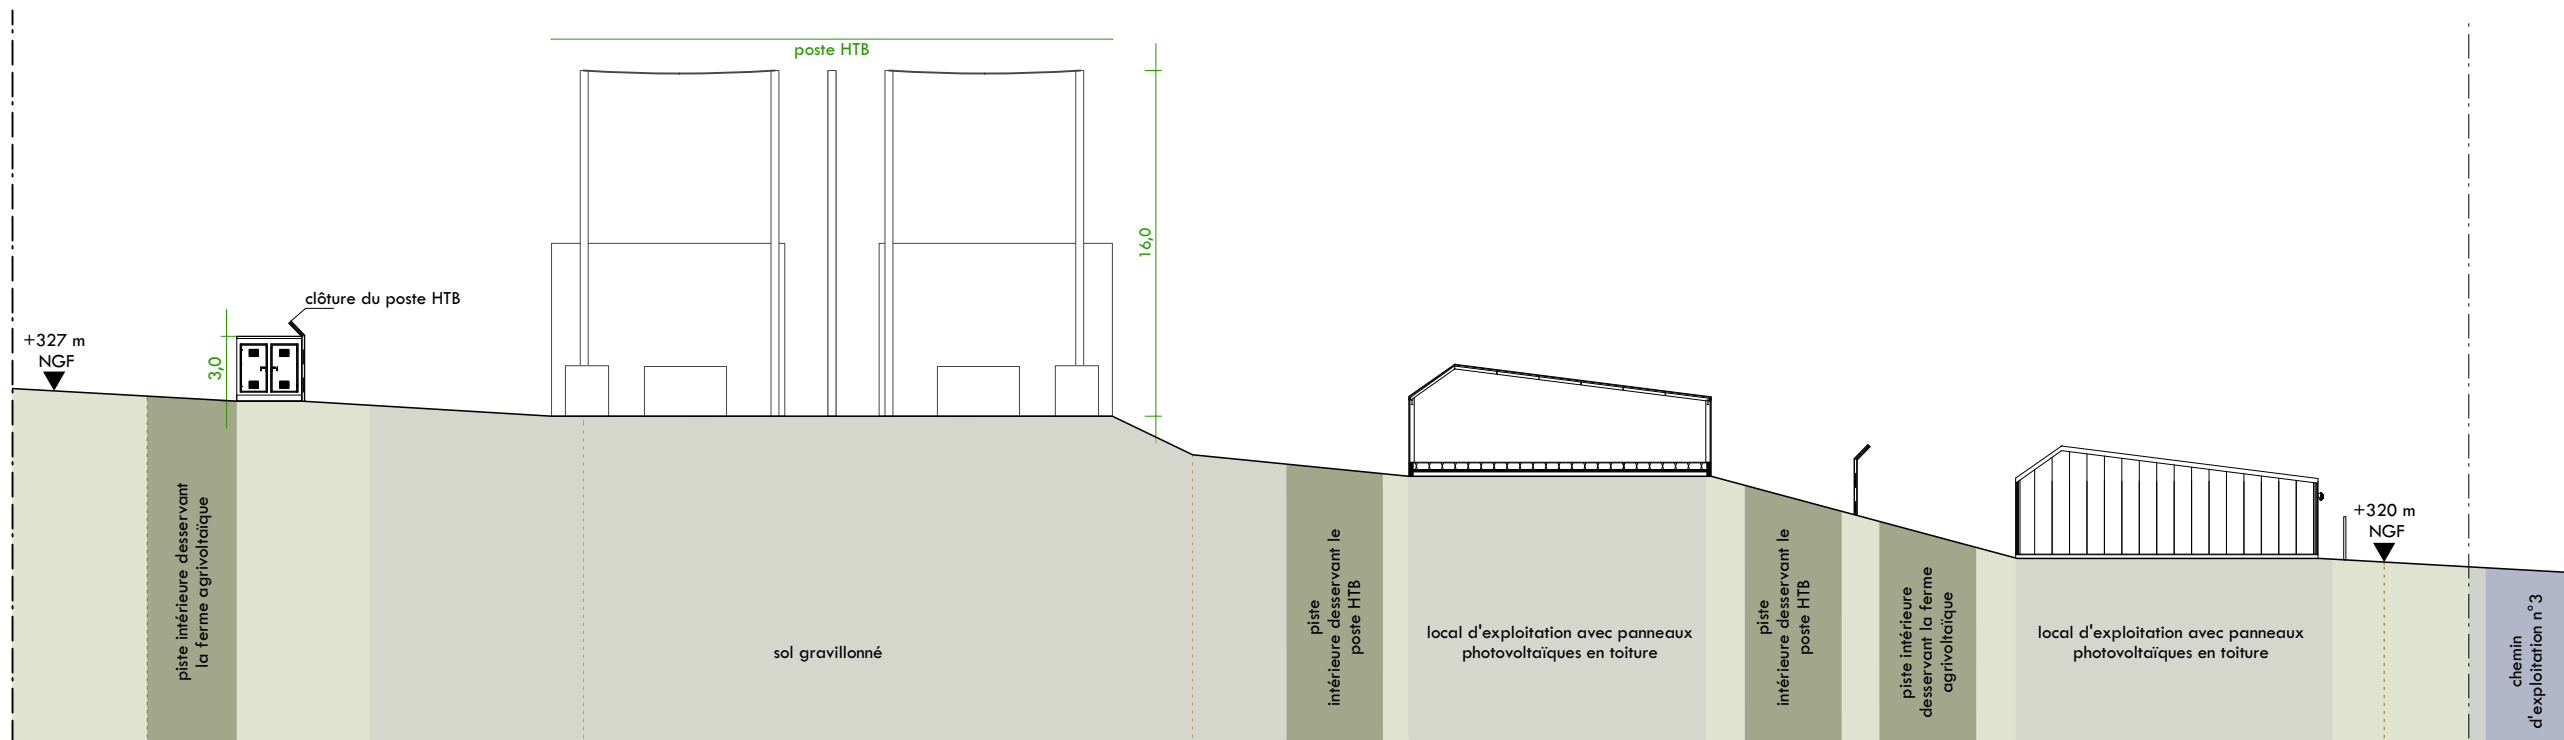 poste HTB
16,0
clôture du poste HTB
+327 m
NGF
3,0
piste intérieure desservant
la ferme agrivoltaïque
sol gravillonné
piste
intérieure desservant le
poste HTB
local d'exploitation avec panneaux
photovoltaïques en toiture
piste
intérieure desservant le
poste HTB
piste intérieure
desservant la ferme
agrivoltaïque
local d'exploitation avec panneaux
photovoltaïques en toiture
+320 m
NGF
chemin
d'exploitation n°3